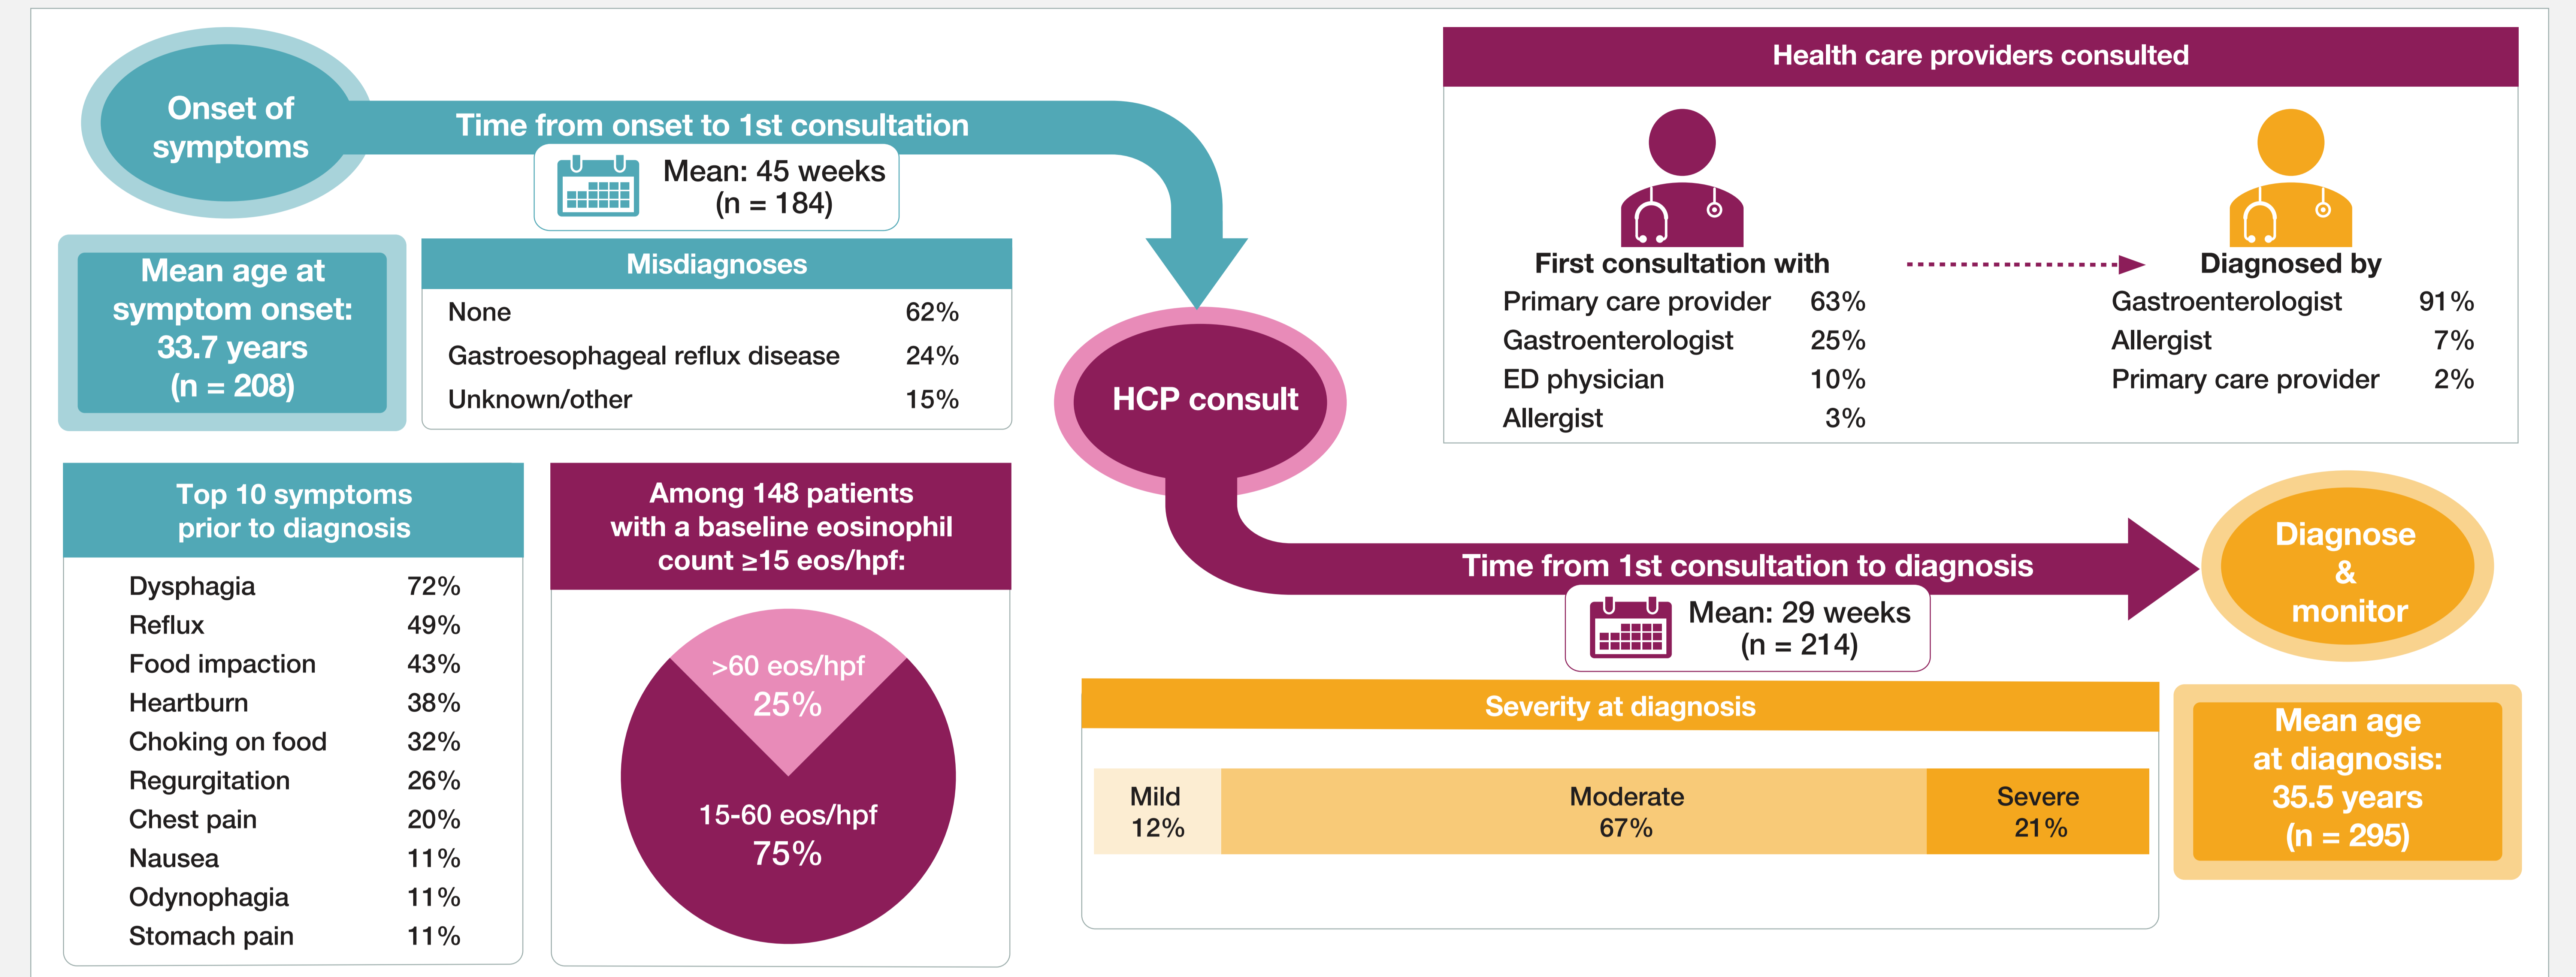 Onset of
symptoms
Time from onset to 1st consultation
Mean: 45 weeks
(n = 184)
Mean age at
symptom onset:
33.7 years
(n = 208)
Misdiagnoses
None 62%
Gastroesophageal reflux disease 24%
Unknown/other 15%
Top 10 symptoms
prior to diagnosis
Dysphagia 72%
Reflux 49%
Food impaction 43%
Heartburn 38%
Choking on food 32%
Regurgitation 26%
Chest pain 20%
Nausea 11%
Odynophagia 11%
Stomach pain 11%
Among 148 patients
with a baseline eosinophil
count ≥15 eos/hpf:
>60 eos/hpf
25%
15-60 eos/hpf
75%
HCP consult
Health care providers consulted
First consultation with
Primary care provider 63%
Gastroenterologist 25%
ED physician 10%
Allergist 3%
Diagnosed by
Gastroenterologist 91%
Allergist 7%
Primary care provider 2%
Time from 1st consultation to diagnosis
Mean: 29 weeks
(n = 214)
Diagnose
&
monitor
Severity at diagnosis
Mild
12%
Moderate
67%
Severe
21%
Mean age
at diagnosis:
35.5 years
(n = 295)